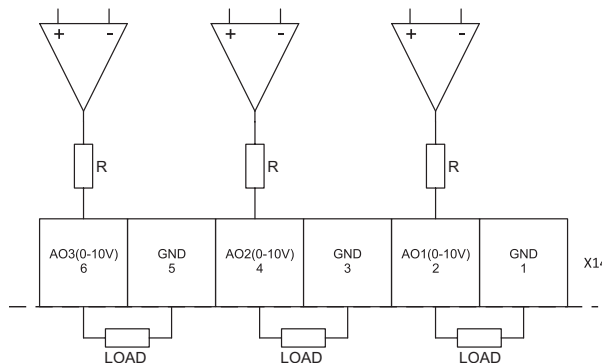 + - + - + -
R R R
AO3(0-10V) GND AO2(0-10V) GND AO1(0-10V) GND
6 5 4 3 2 1
X14
LOAD LOAD LOAD